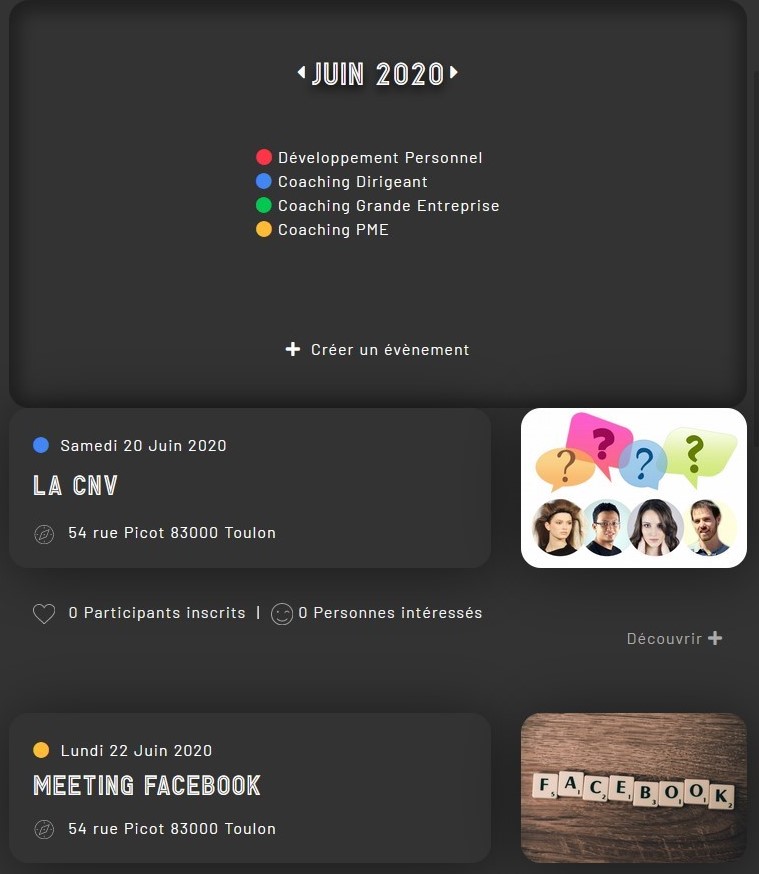 JUIN 2020
Développement Personnel
Coaching Dirigeant
Coaching Grande Entreprise
Coaching PME
Créer un évènement
Samedi 20 Juin 2020
LA CNV
54 rue Picot 83000 Toulon
? ? ? ?
0 Participants inscrits | 0 Personnes intéressés
Découvrir
Lundi 22 Juin 2020
MEETING FACEBOOK
54 rue Picot 83000 Toulon
FACEBOOK